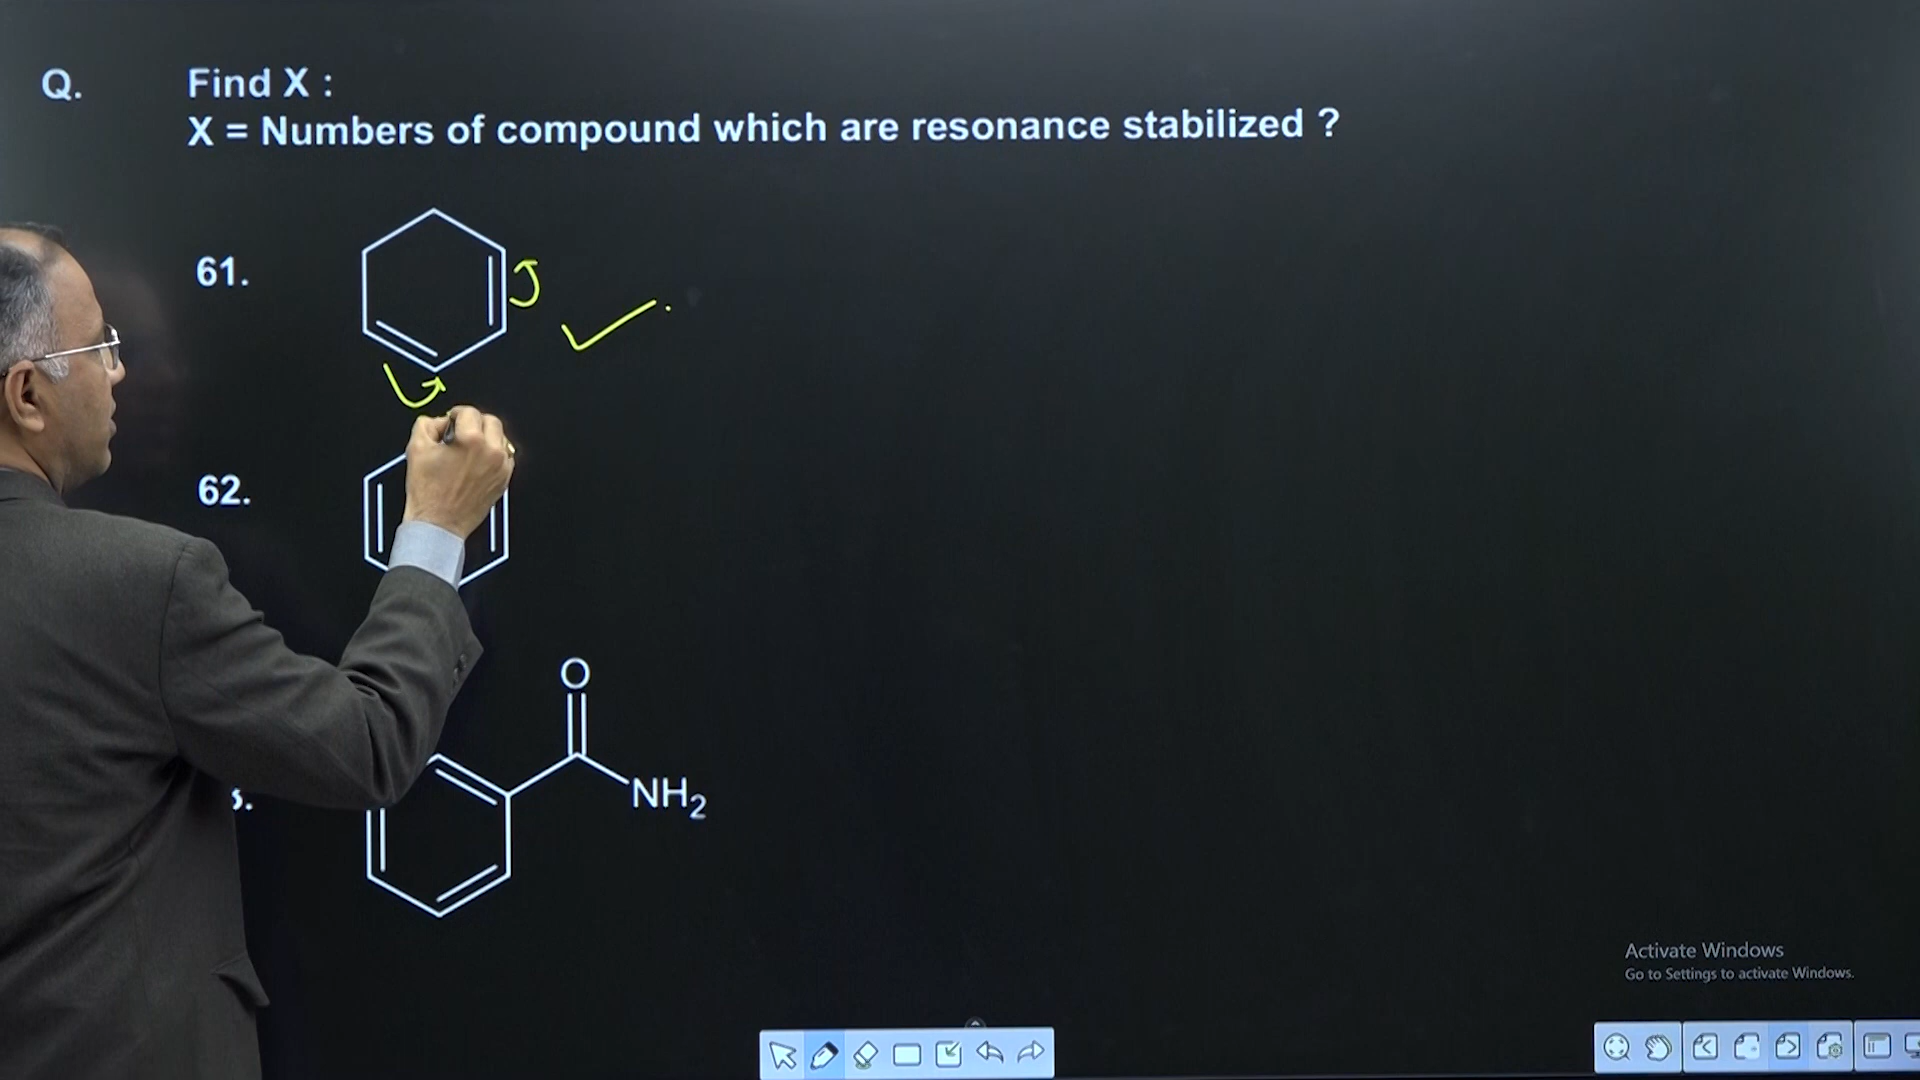 Q. Find X :
X = Numbers of compound which are resonance stabilized ?
61.
62.
O
NH₂
Activate Windows
Go to Settings to activate Windows.